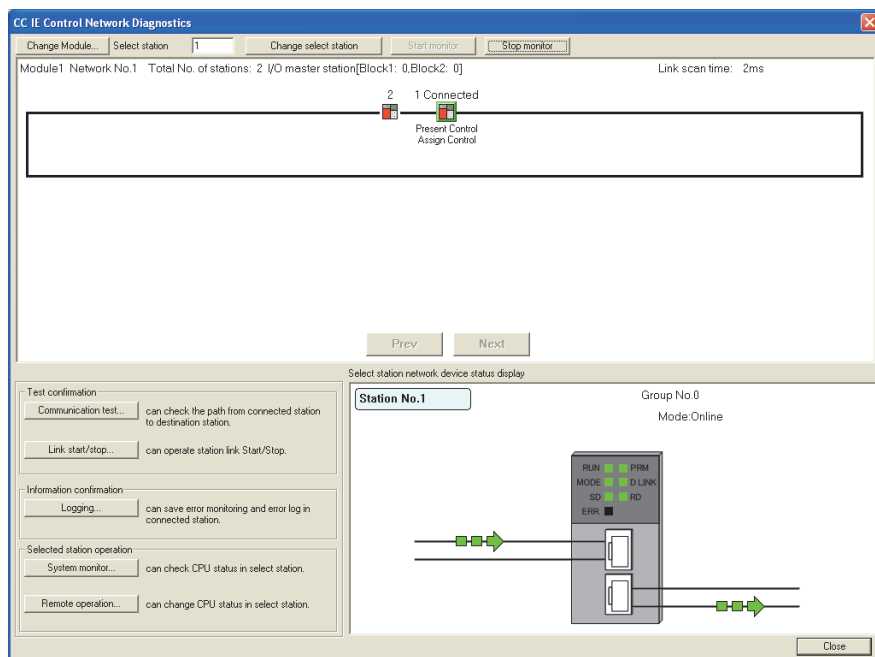 CC IE Control Network Diagnostics
Change Module... Select station 1 Change select station Start monitor Stop monitor
Module1 Network No.1 Total No. of stations: 2 I/O master station[Block1: 0,Block2: 0] Link scan time: 2ms
2 1 Connected
Present Control
Assign Control
Prev Next
Select station network device status display
Test confirmation
Communication test... can check the path from connected station
to destination station.
Link start/stop... can operate station link Start/Stop.
Information confirmation
Logging... can save error monitoring and error log in
connected station.
Selected station operation
System monitor... can check CPU status in select station.
Remote operation... can change CPU status in select station.
Station No.1 Group No.0
Mode:Online
RUN PRM
MODE D LINK
SD RD
ERR.
Close